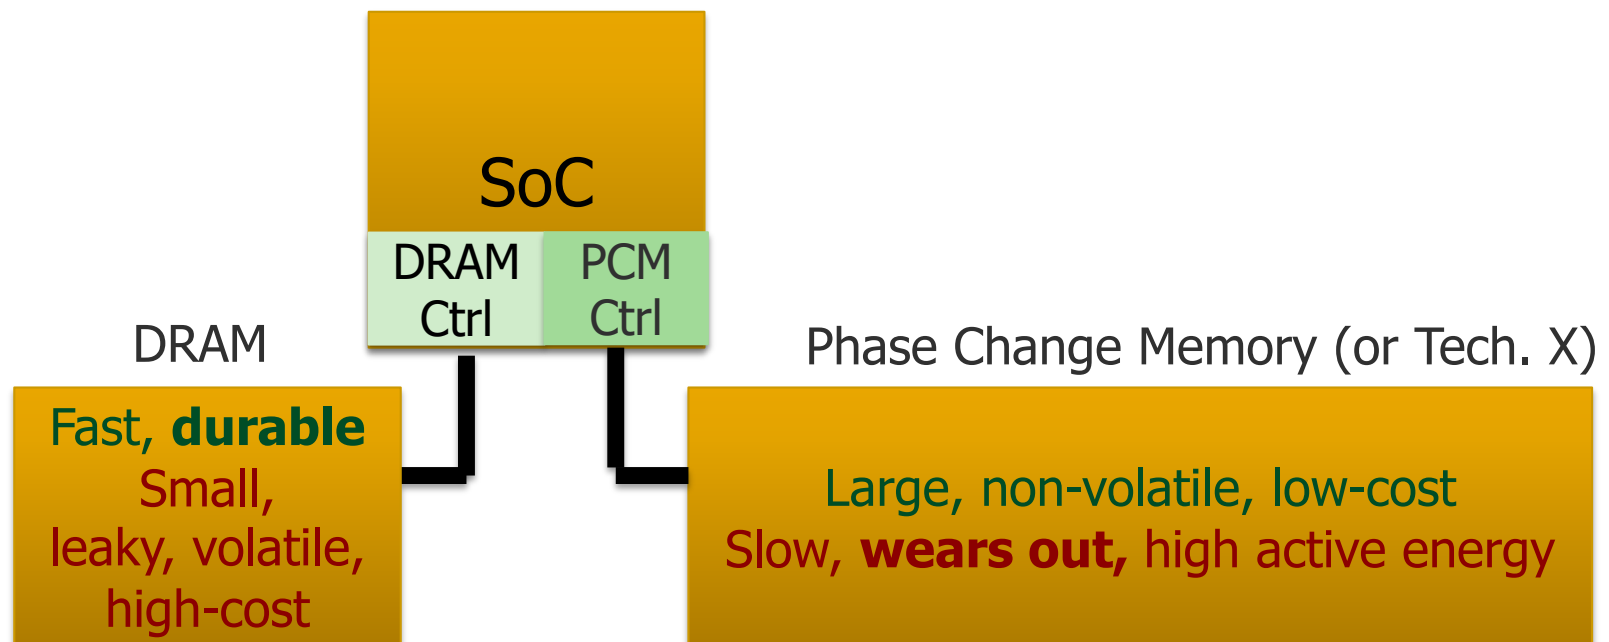 SoC
DRAM
Ctrl
PCM
Ctrl
DRAM
Fast, durable
Small,
leaky, volatile,
high-cost
Phase Change Memory (or Tech. X)
Large, non-volatile, low-cost
Slow, wears out, high active energy